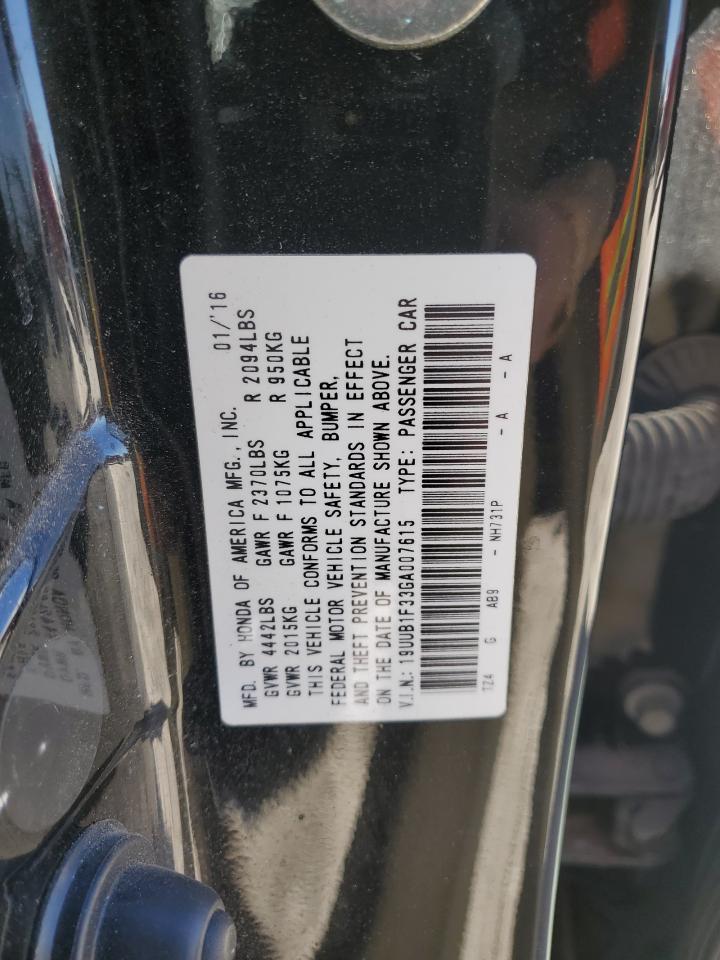 MFD. BY HONDA OF AMERICA MFG., INC. 01/'16
GVWR 4442LBS GAWR F 2370LBS R 2094LBS
GVWR 2015KG GAWR F 1075KG R 950KG
THIS VEHICLE CONFORMS TO ALL APPLICABLE
FEDERAL MOTOR VEHICLE SAFETY, BUMPER,
AND THEFT PREVENTION STANDARDS IN EFFECT
ON THE DATE OF MANUFACTURE SHOWN ABOVE.
V.I.N.: 19UUB1F33GA007615 TYPE: PASSENGER CAR
TZ4 G AB9 - NH731P - A - A